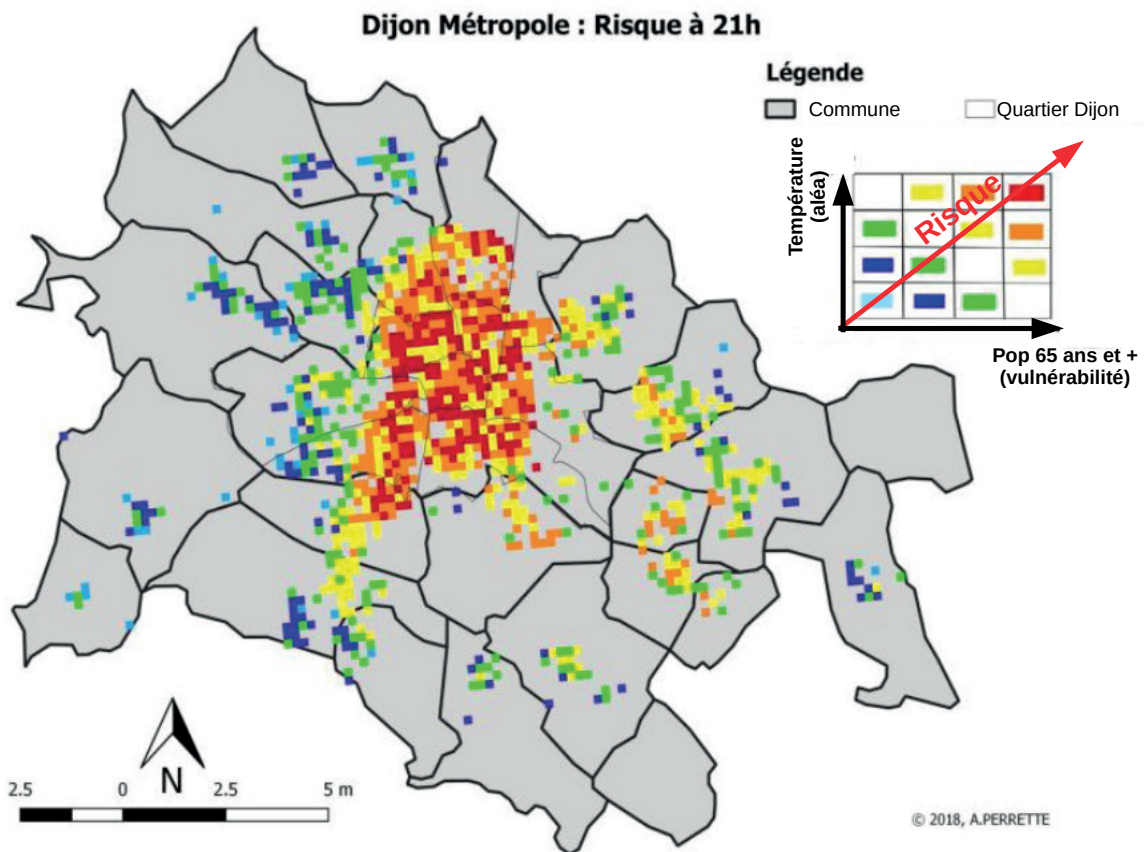 Dijon Métropole : Risque à 21h
Légende
Commune
Quartier Dijon
Température
(aléa)
Risque
Pop 65 ans et +
(vulnérabilité)
N
2.5 0 2.5 5 m
© 2018, A.PERRETTE